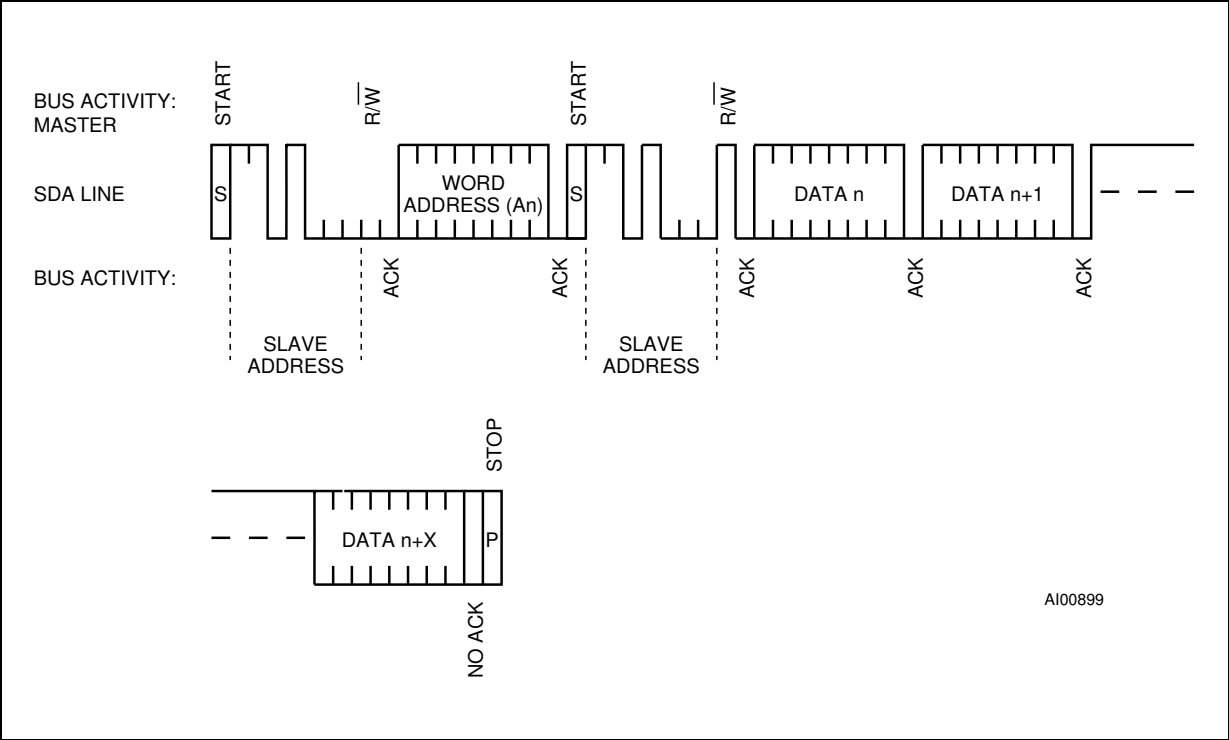 START
R/W
START
R/W
BUS ACTIVITY:
MASTER
SDA LINE
S
WORD
ADDRESS (An)
S
DATA n
DATA n+1
BUS ACTIVITY:
ACK
ACK
ACK
ACK
ACK
SLAVE
ADDRESS
SLAVE
ADDRESS
STOP
DATA n+X
P
NO ACK
AI00899